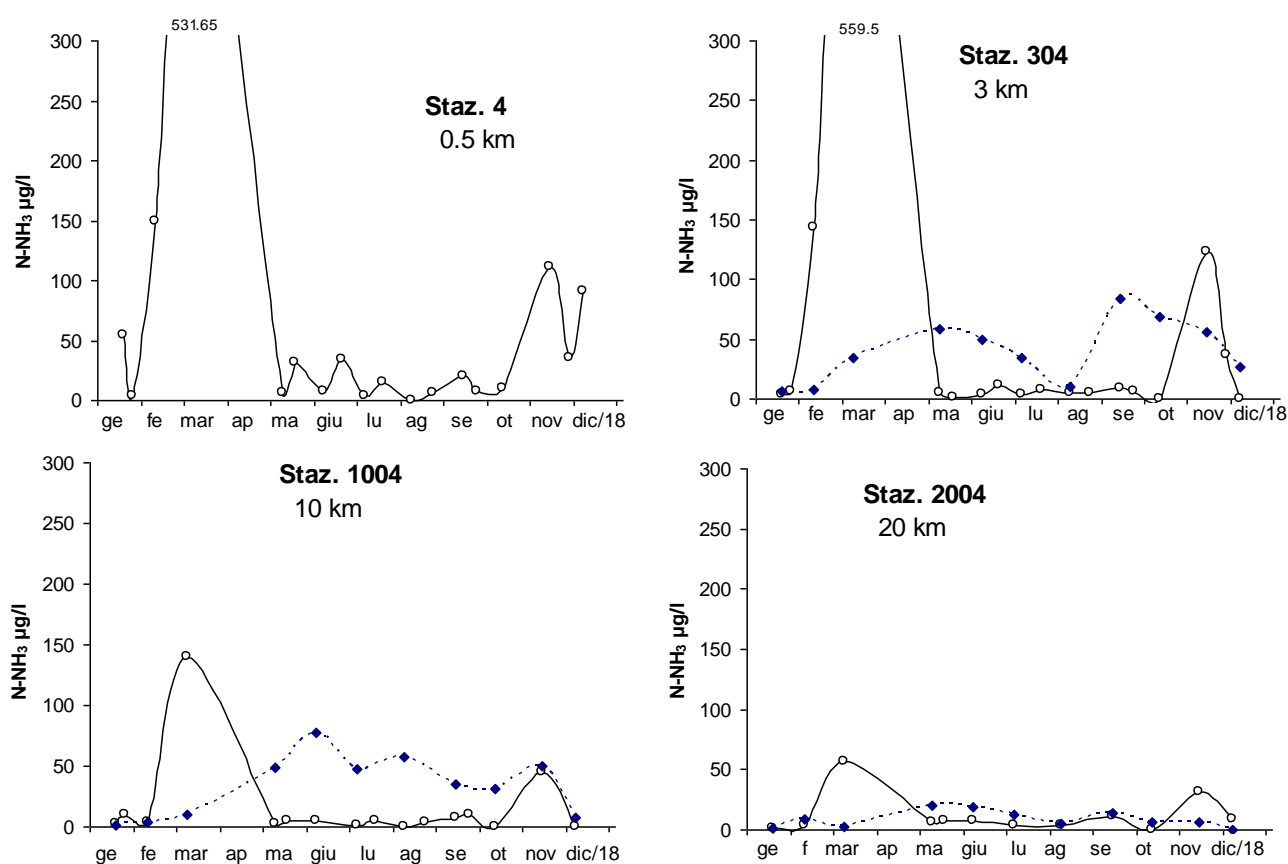 531.65
300
250
200
150
100
50
0
N-NH₃ µg/l
Staz. 4
0.5 km
ge fe mar ap ma giu lu ag se ot nov dic/18
559.5
300
250
200
150
100
50
0
N-NH₃ µg/l
Staz. 304
3 km
ge fe mar ap ma giu lu ag se ot nov dic/18
300
250
200
150
100
50
0
N-NH₃ µg/l
Staz. 1004
10 km
ge fe mar ap ma giu lu ag se ot nov dic/18
300
250
200
150
100
50
0
N-NH₃ µg/l
Staz. 2004
20 km
ge f mar ap ma giu lu ag se ot nov dic/18